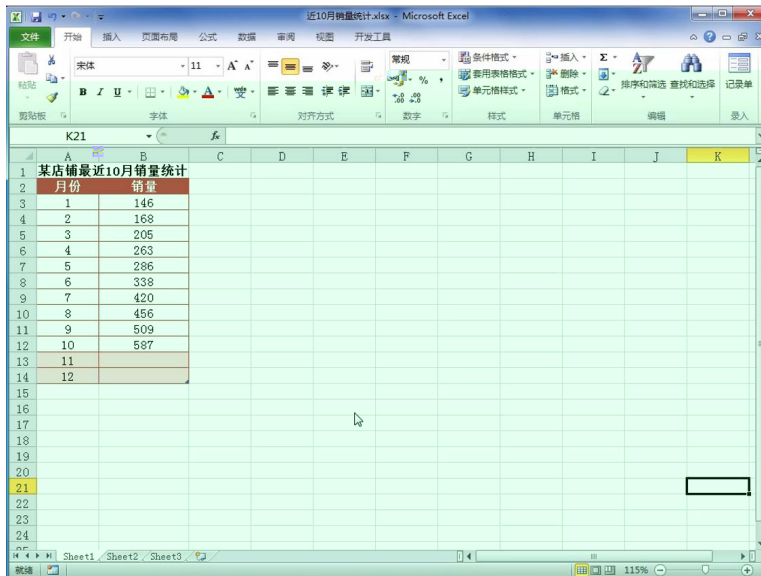 近10月销量统计.xlsx - Microsoft Excel
文件 开始 插入 页面布局 公式 数据 审阅 视图 开发工具
粘贴 宋体 11 A A 常规 条件格式 插入 Σ
B I U A 变 % , 套用表格格式 删除 排序和筛选 查找和选择 记录单
单元格样式 格式
剪贴板 字体 对齐方式 数字 样式 单元格 编辑 录入
K21 fx
A B C D E F G H I J K
1 某店铺最近10月销量统计
2 月份 销量
3 1 146
4 2 168
5 3 205
6 4 263
7 5 286
8 6 338
9 7 420
10 8 456
11 9 509
12 10 587
13 11
14 12
15
16
17
18
19
20
21
22
23
24
25
Sheet1 Sheet2 Sheet3
就绪 115%